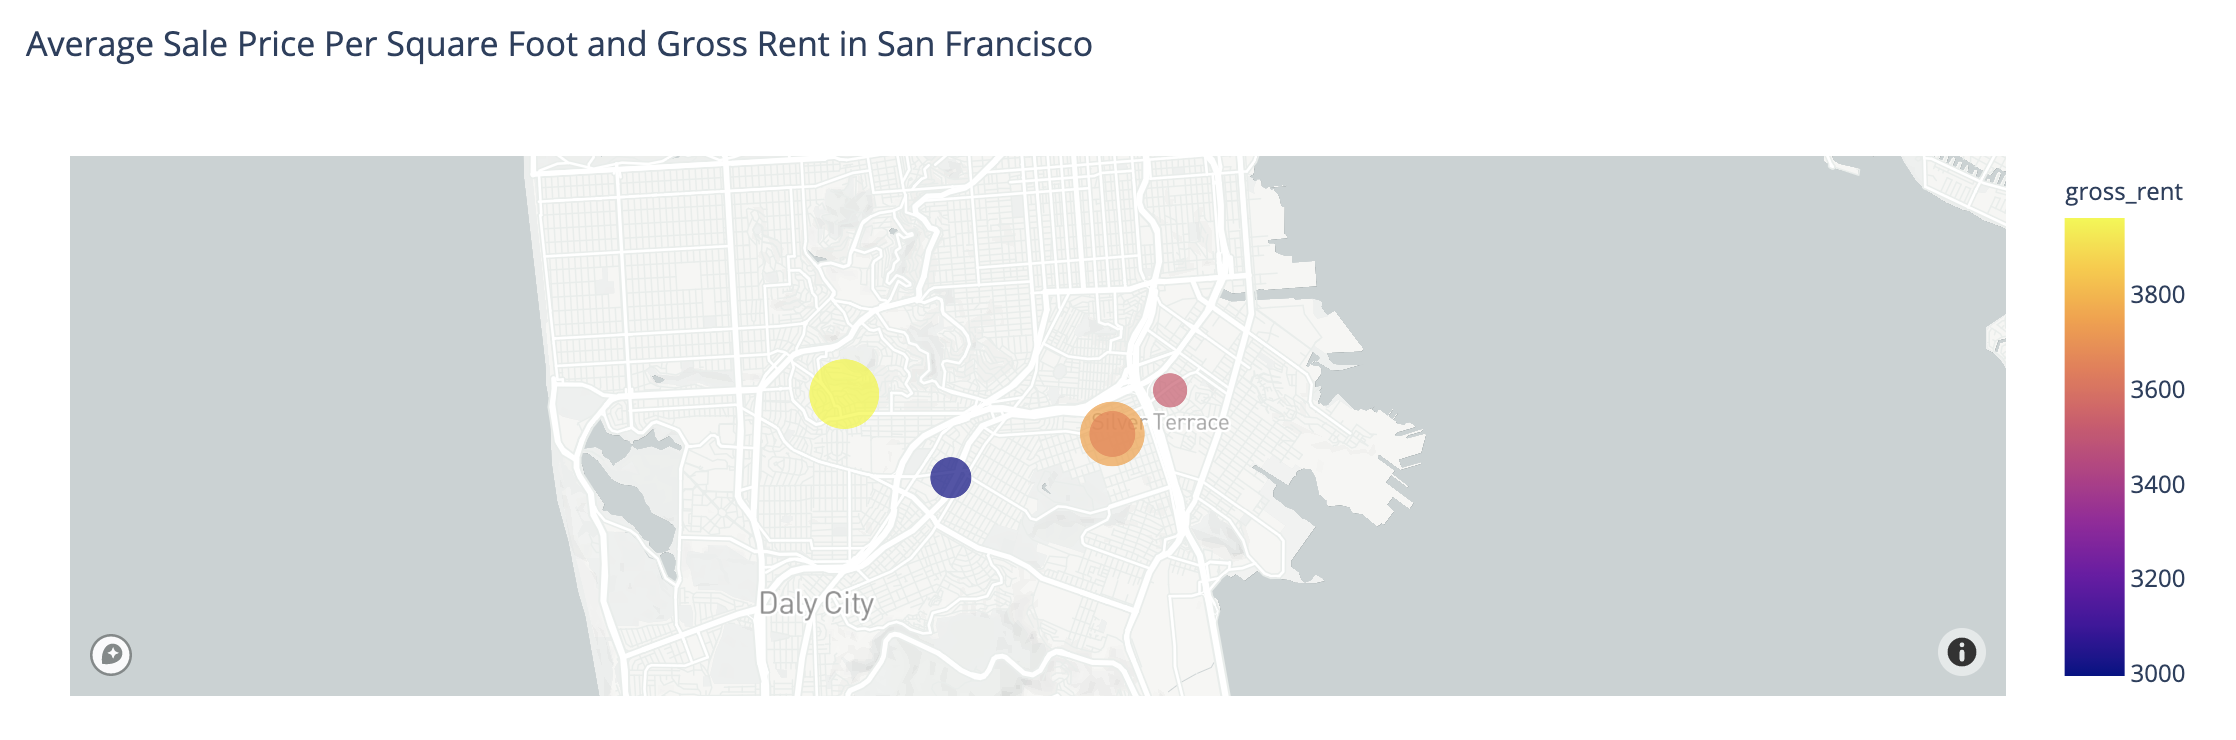 Average Sale Price Per Square Foot and Gross Rent in San Francisco
gross_rent
3800
3600
3400
3200
3000
Silver Terrace
Daly City